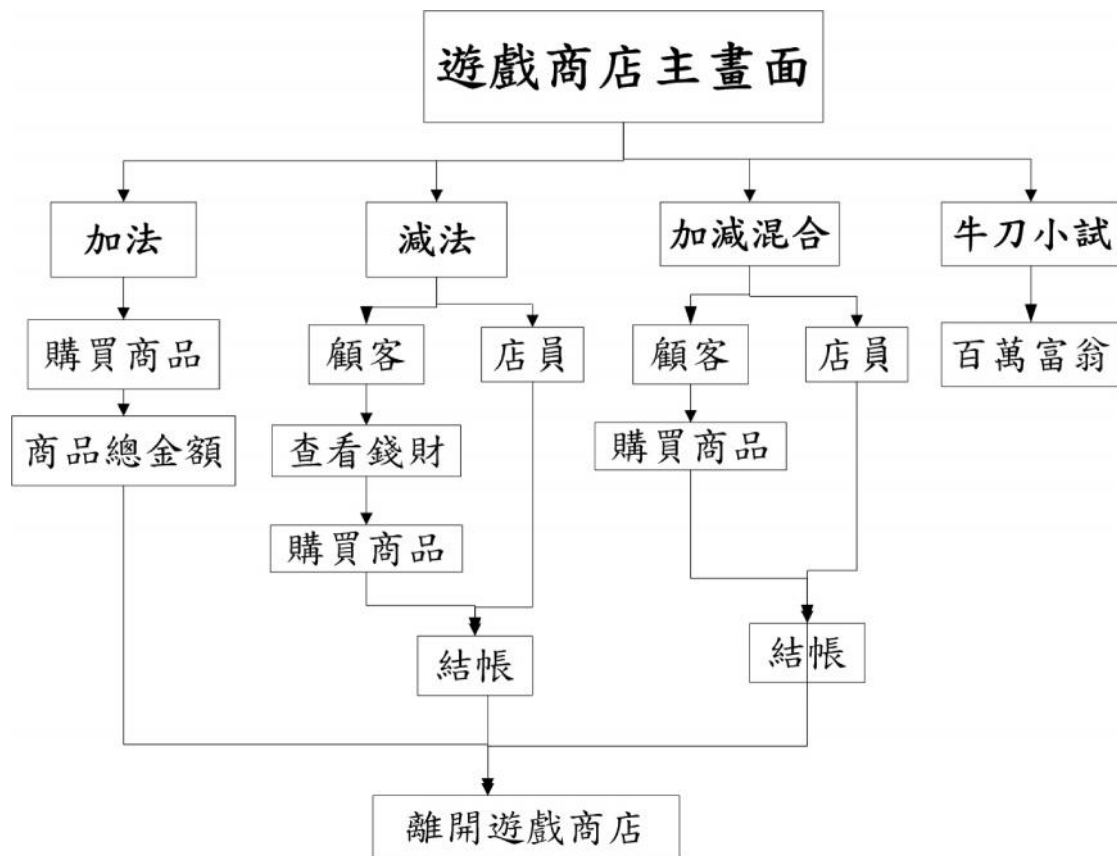 遊戲商店主畫面
加法
減法
加減混合
牛刀小試
購買商品
顧客
店員
顧客
店員
百萬富翁
商品總金額
查看錢財
購買商品
購買商品
結帳
結帳
離開遊戲商店